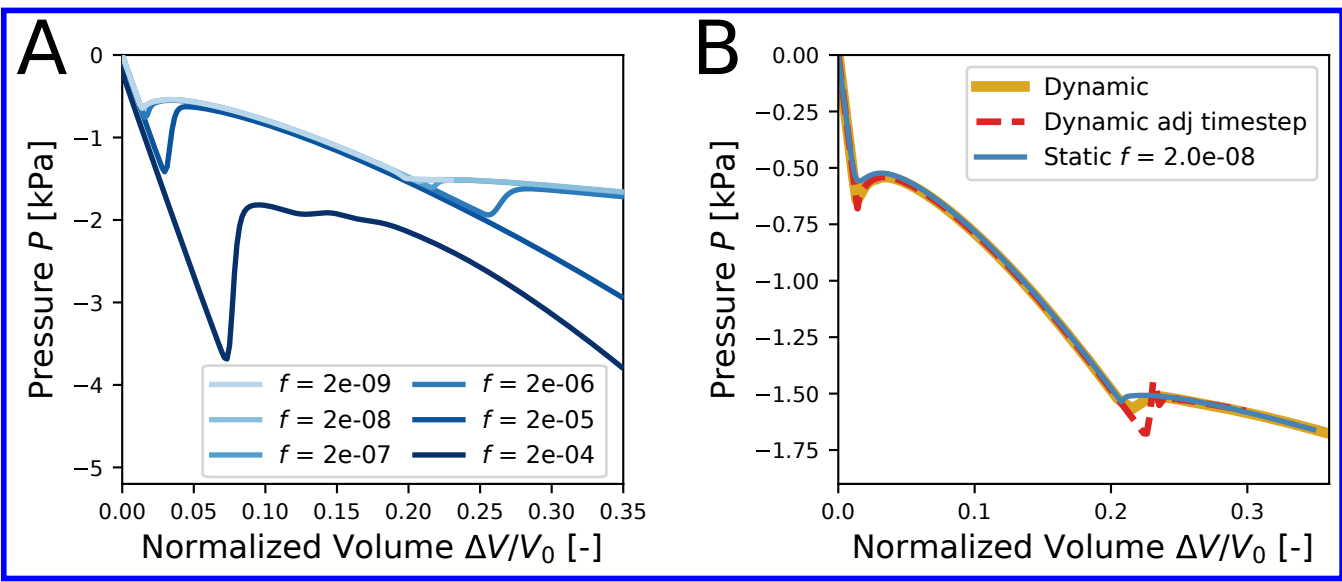 A
B
0
−1
−2
−3
−4
−5
Pressure P [kPa]
f = 2e-09
f = 2e-08
f = 2e-07
f = 2e-06
f = 2e-05
f = 2e-04
0.00 0.05 0.10 0.15 0.20 0.25 0.30 0.35
Normalized Volume ΔV/V₀ [-]
0.00
−0.25
−0.50
−0.75
−1.00
−1.25
−1.50
−1.75
Pressure P [kPa]
Dynamic
Dynamic adj timestep
Static f = 2.0e-08
0.0 0.1 0.2 0.3
Normalized Volume ΔV/V₀ [-]